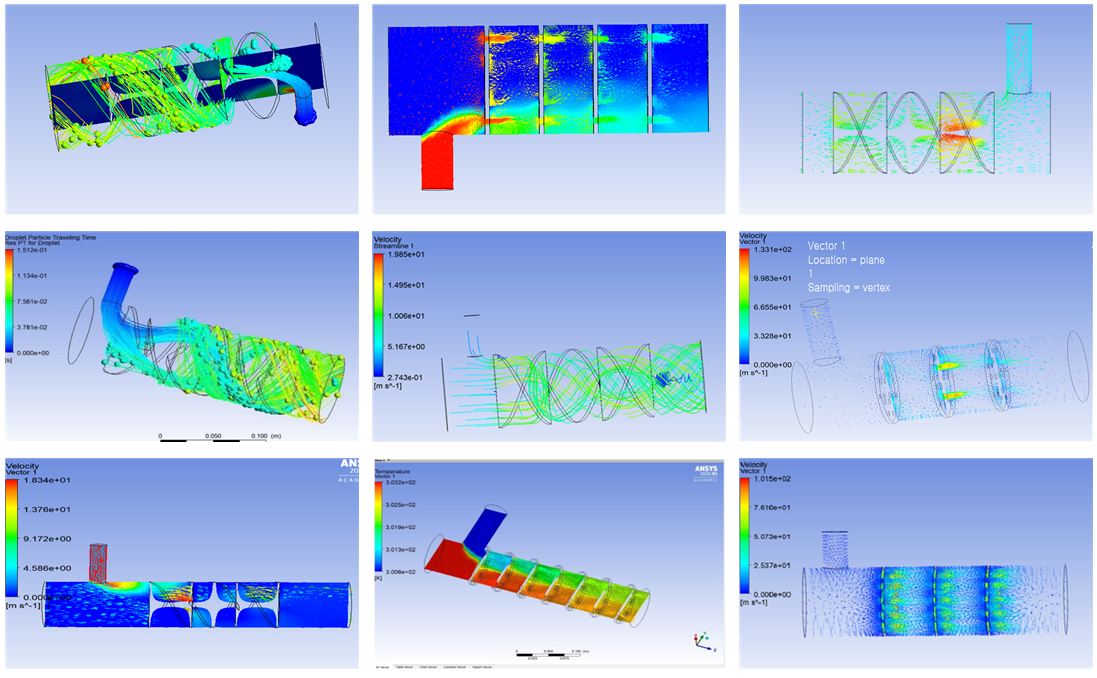 Droplet.Particle Traveling Time
Res PT for Droplet
1.512e-01
1.134e-01
7.561e-02
3.781e-02
0.000e+00
[s]
0 0.050 0.100 (m)
Velocity
Streamline 1
1.985e+01
1.495e+01
1.006e+01
5.167e+00
2.743e-01
[m s^-1]
Velocity
Vector 1
1.331e+02
9.983e+01
6.655e+01
3.328e+01
0.000e+00
[m s^-1]
Vector 1
Location = plane
1
Sampling = vertex
Velocity
Vector 1
1.834e+01
1.376e+01
9.172e+00
4.586e+00
0.000e+00
[m s^-1]
ANS
ACAD
Temperature
Vector 1
3.032e+02
3.025e+02
3.019e+02
3.013e+02
3.006e+02
[K]
ANSYS
Velocity
Vector 1
1.015e+02
7.610e+01
5.073e+01
2.537e+01
0.000e+00
[m s^-1]